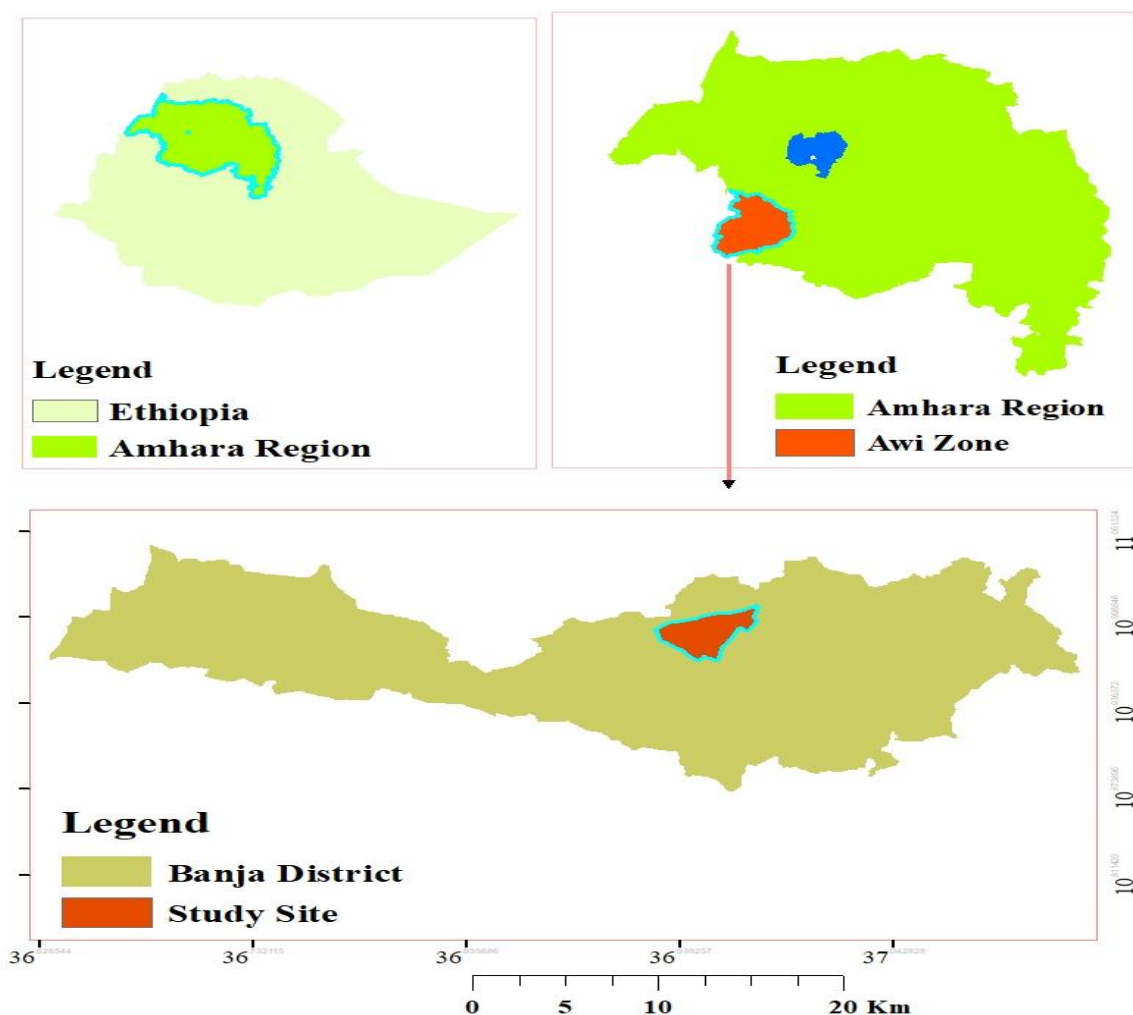 Legend
Ethiopia
Amhara Region
Legend
Amhara Region
Awi Zone
11
10
10
10
10
Legend
Banja District
Study Site
36 36 36 36 37
0 5 10 20 Km